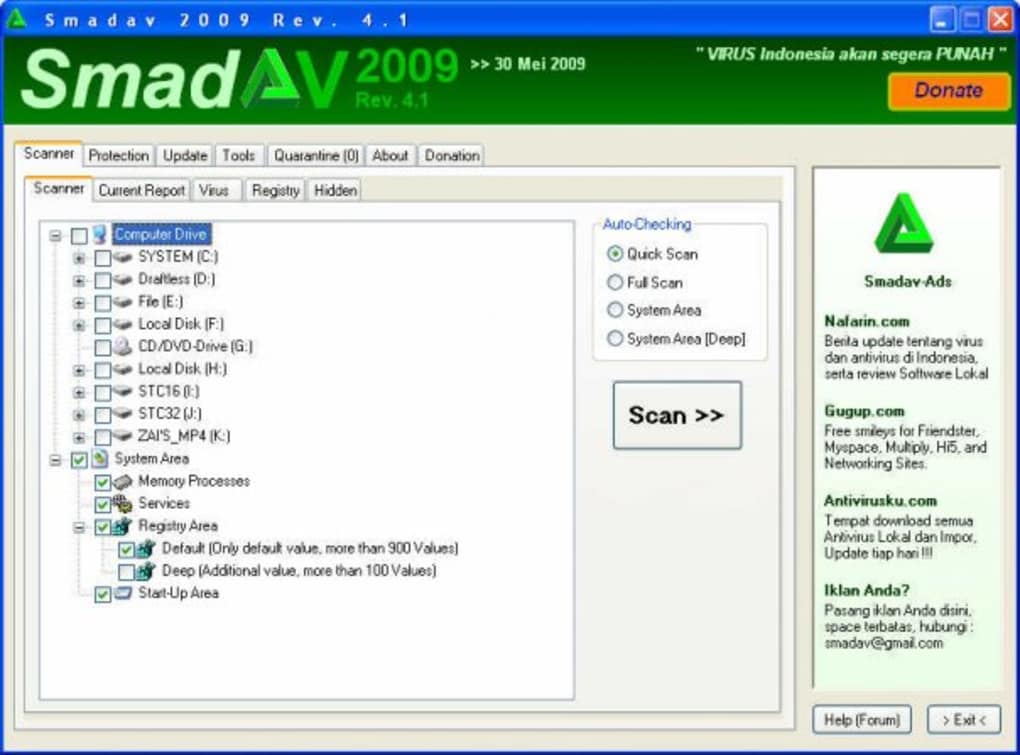 Smadav 2009 Rev. 4.1
SmadAV 2009 >> 30 Mei 2009
Rev. 4.1
" VIRUS Indonesia akan segera PUNAH "
Donate
Scanner Protection Update Tools Quarantine (0) About Donation
Scanner Current Report Virus Registry Hidden
Computer Drive
SYSTEM (C:)
Draftless (D:)
File (E:)
Local Disk (F:)
CD/DVD-Drive (G:)
Local Disk (H:)
STC16 (I:)
STC32 (J:)
ZAI'S_MP4 (K:)
System Area
Memory Processes
Services
Registry Area
Default (Only default value, more than 900 Values)
Deep (Additional value, more than 100 Values)
Start-Up Area
Auto-Checking
Quick Scan
Full Scan
System Area
System Area [Deep]
Scan >>
Smadav-Ads
Nafarin.com
Berita update tentang virus
dan antivirus di Indonesia,
serta review Software Lokal
Gugup.com
Free smileys for Friendster,
Myspace, Multiply, Hi5, and
Networking Sites.
Antivirusku.com
Tempat download semua
Antivirus Lokal dan Impor,
Update tiap hari !!!
Iklan Anda?
Pasang iklan Anda disini,
space terbatas, hubungi :
smadav@gmail.com
Help (Forum) > Exit <